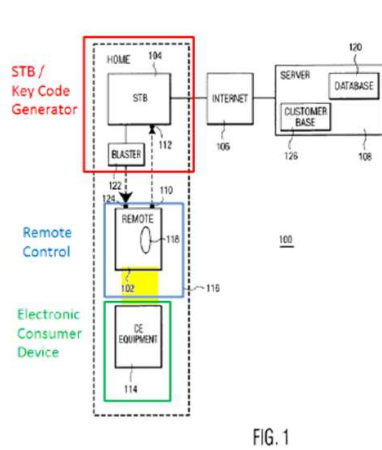 STB /
Key Code
Generator
HOME
104
STB
112
BLASTER
122
INTERNET
106
SERVER
120
DATABASE
CUSTOMER
BASE
126
108
124
110
Remote
Control
REMOTE
118
102
116
100
Electronic
Consumer
Device
CE
EQUIPMENT
114
FIG. 1